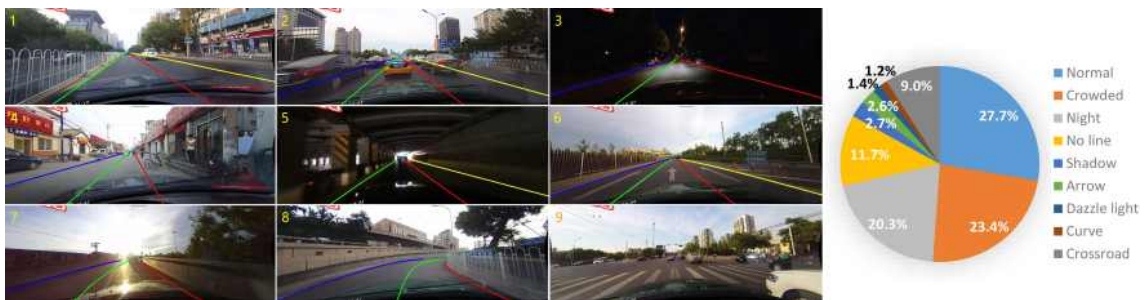 1
2
3
4
5
6
7
8
9
1.2%
1.4%
9.0%
2.6%
2.7%
11.7%
20.3%
23.4%
27.7%
Normal
Crowded
Night
No line
Shadow
Arrow
Dazzle light
Curve
Crossroad